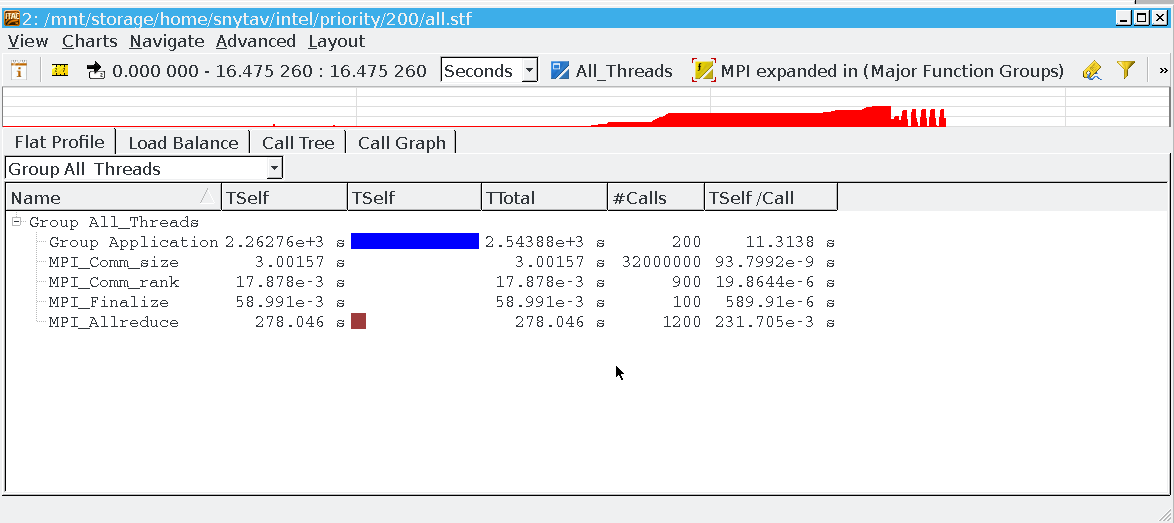 ITAC 2: /mnt/storage/home/snytav/intel/priority/200/all.stf
View Charts Navigate Advanced Layout
0.000 000 - 16.475 260 : 16.475 260 Seconds All_Threads MPI expanded in (Major Function Groups) »
Flat Profile Load Balance Call Tree Call Graph
Group All_Threads
Name TSelf TSelf TTotal #Calls TSelf /Call
Group All_Threads
Group Application 2.26276e+3 s 2.54388e+3 s 200 11.3138 s
MPI_Comm_size 3.00157 s 3.00157 s 32000000 93.7992e-9 s
MPI_Comm_rank 17.878e-3 s 17.878e-3 s 900 19.8644e-6 s
MPI_Finalize 58.991e-3 s 58.991e-3 s 100 589.91e-6 s
MPI_Allreduce 278.046 s 278.046 s 1200 231.705e-3 s